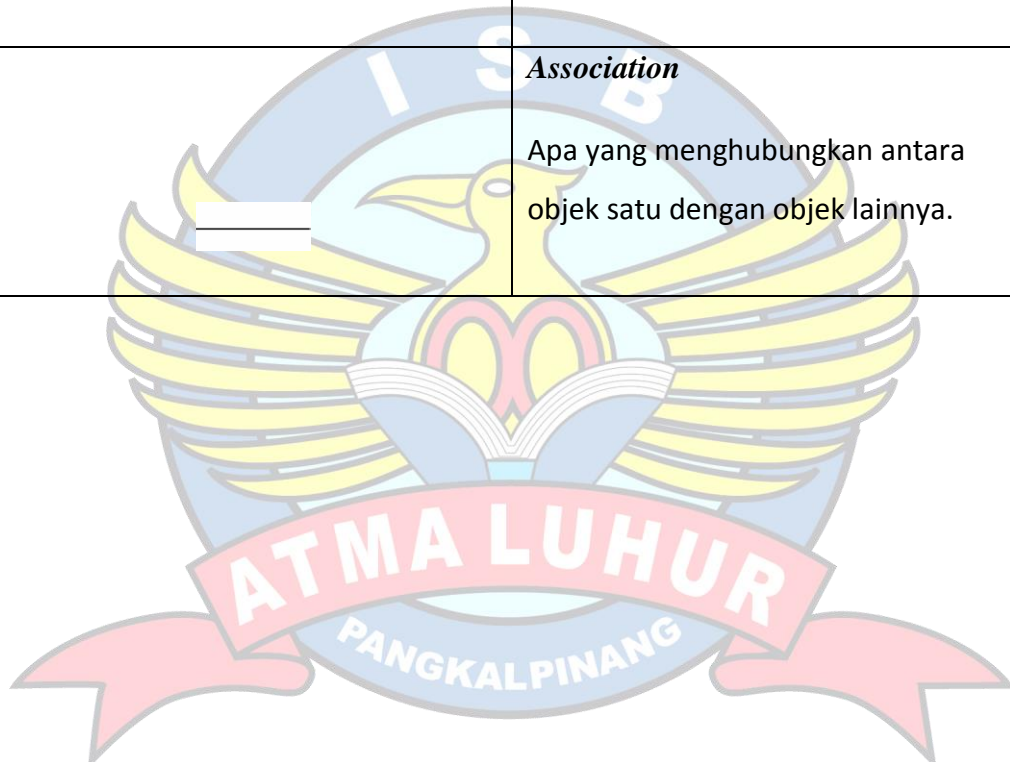 I S B
Association
Apa yang menghubungkan antara
objek satu dengan objek lainnya.
ATMA LUHUR
PANGKALPINANG